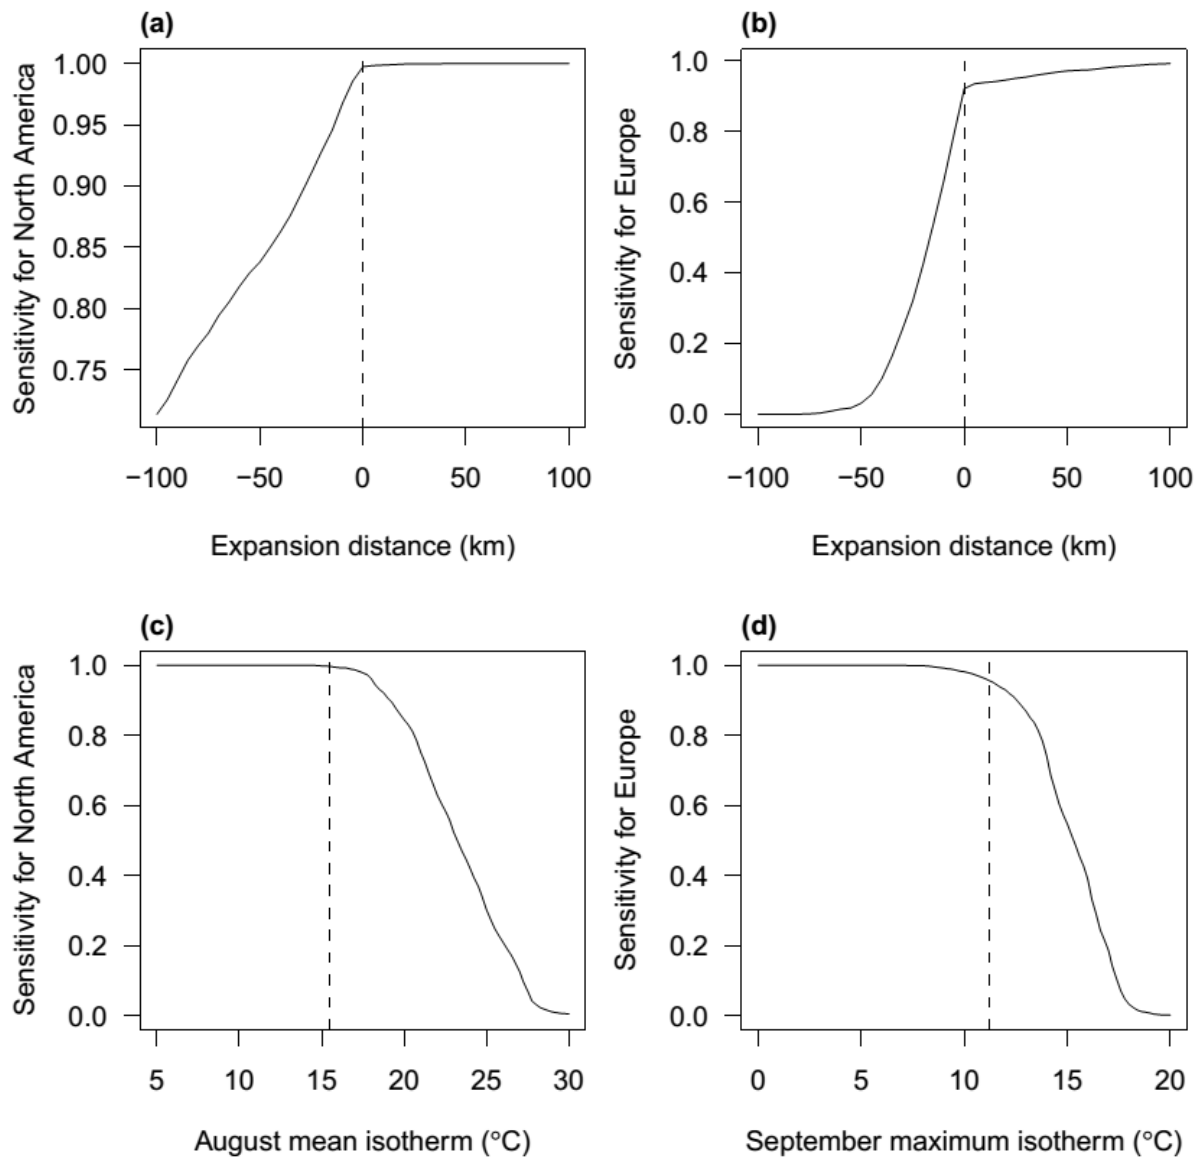 (a)
Sensitivity for North America
1.00
0.95
0.90
0.85
0.80
0.75
−100 −50 0 50 100
Expansion distance (km)
(b)
Sensitivity for Europe
1.0
0.8
0.6
0.4
0.2
0.0
−100 −50 0 50 100
Expansion distance (km)
(c)
Sensitivity for North America
1.0
0.8
0.6
0.4
0.2
0.0
5 10 15 20 25 30
August mean isotherm (°C)
(d)
Sensitivity for Europe
1.0
0.8
0.6
0.4
0.2
0.0
0 5 10 15 20
September maximum isotherm (°C)